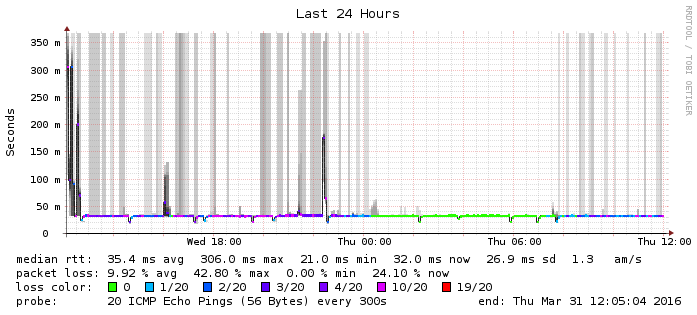 Last 24 Hours
RRDTOOL / TOBI OETIKER
Seconds
350 m
300 m
250 m
200 m
150 m
100 m
50 m
0
Wed 18:00 Thu 00:00 Thu 06:00 Thu 12:00
median rtt: 35.4 ms avg 306.0 ms max 21.0 ms min 32.0 ms now 26.9 ms sd 1.3 am/s
packet loss: 9.92 % avg 42.80 % max 0.00 % min 24.10 % now
loss color: 0 1/20 2/20 3/20 4/20 10/20 19/20
probe: 20 ICMP Echo Pings (56 Bytes) every 300s end: Thu Mar 31 12:05:04 2016